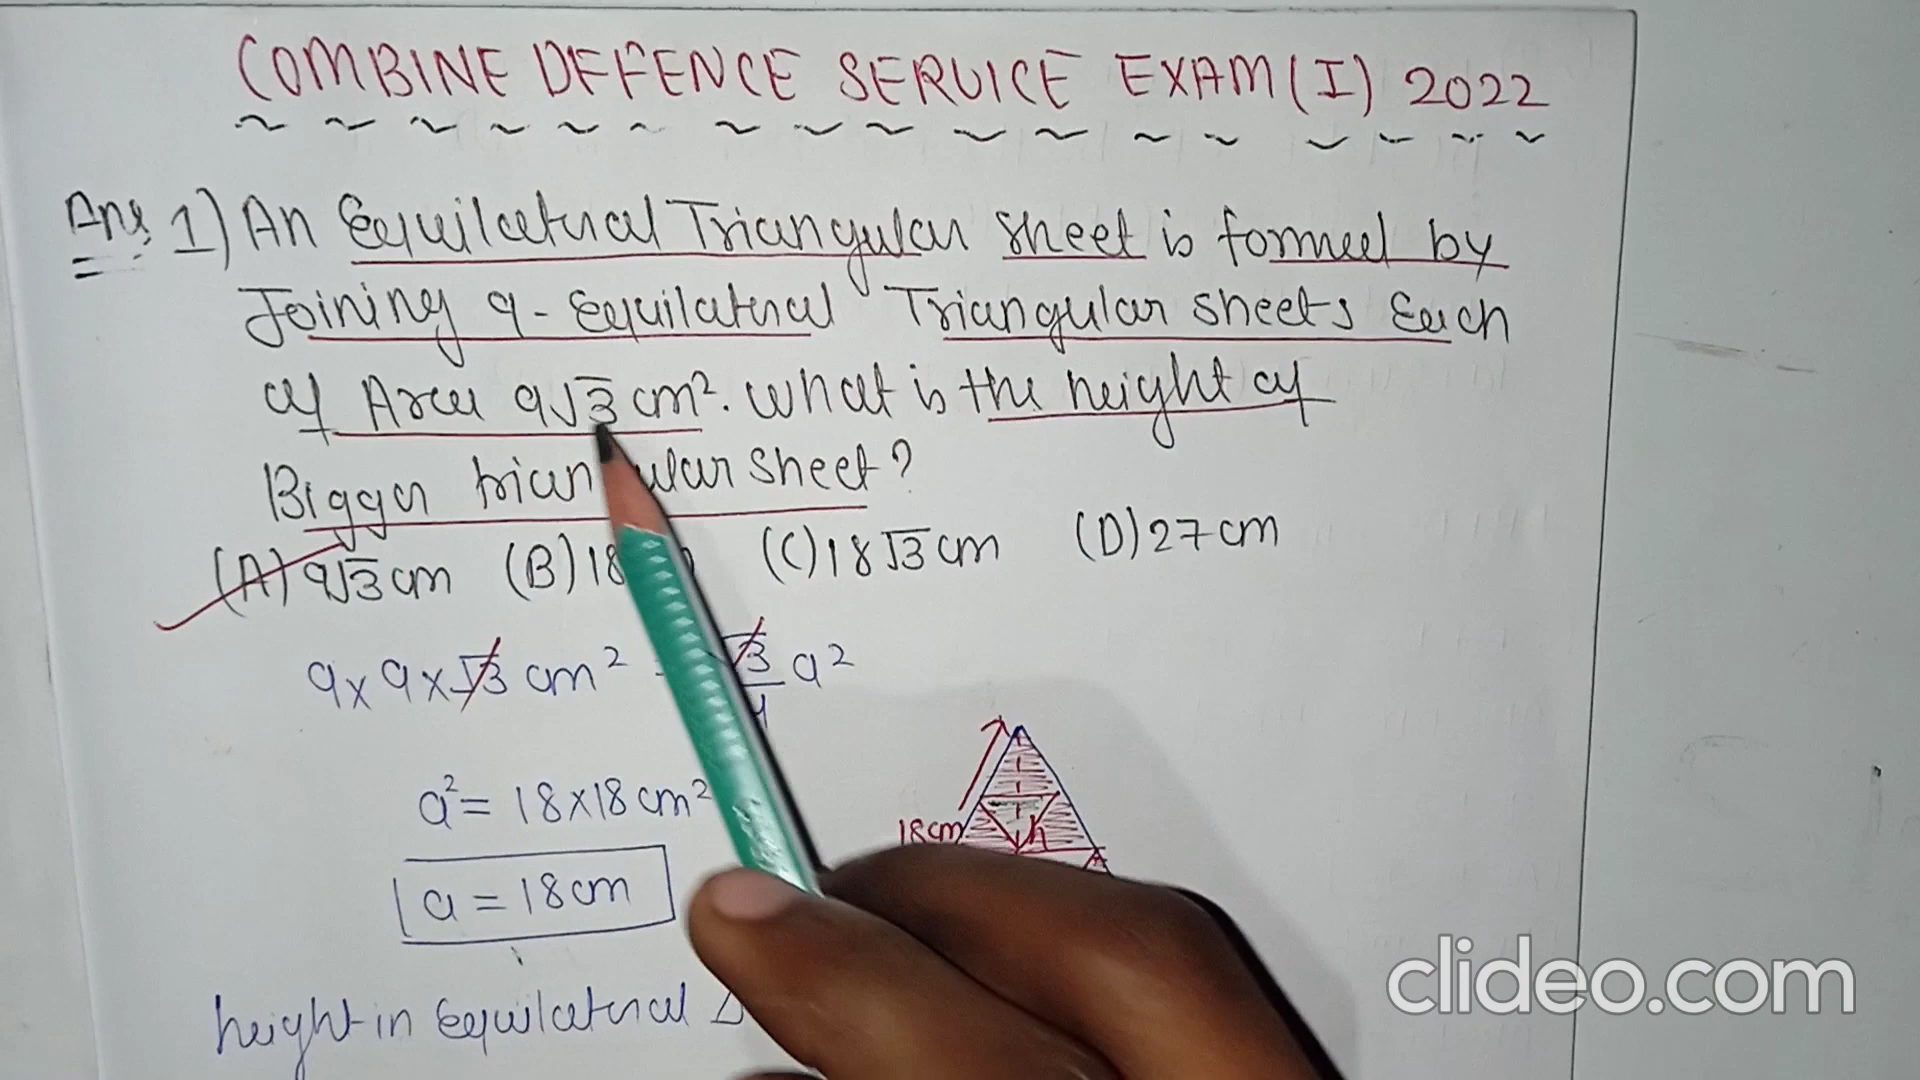 COMBINE DEFENCE SERVICE EXAM (I) 2022
Ans 1) An Equilateral Triangular sheet is formed by
Joining 9 - Equilateral Triangular sheets Each
of Area 9√3 cm². What is the height of
Bigger triangular sheet?
(A) 9√3 cm (B) 18 (C) 18√3 cm (D) 27 cm
9 x 9 x √3 cm² √3/4 a²
a² = 18 x 18 cm²
18cm h
a = 18 cm
height in Equilateral Δ
clideo.com